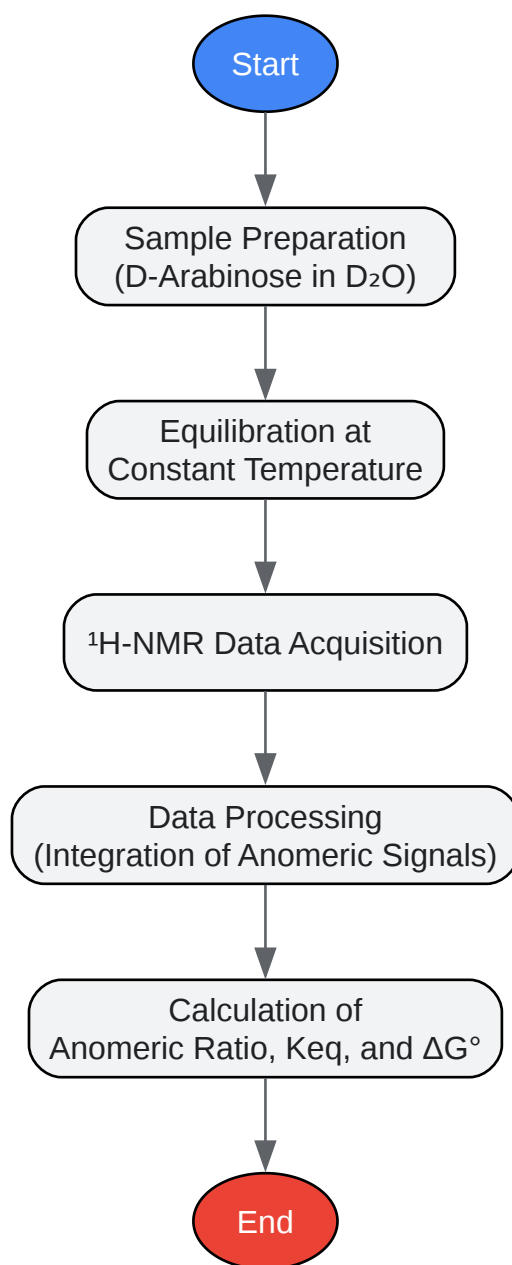 Start
Sample Preparation
(D-Arabinose in D₂O)
Equilibration at
Constant Temperature
¹H-NMR Data Acquisition
Data Processing
(Integration of Anomeric Signals)
Calculation of
Anomeric Ratio, Keq, and ΔG°
End